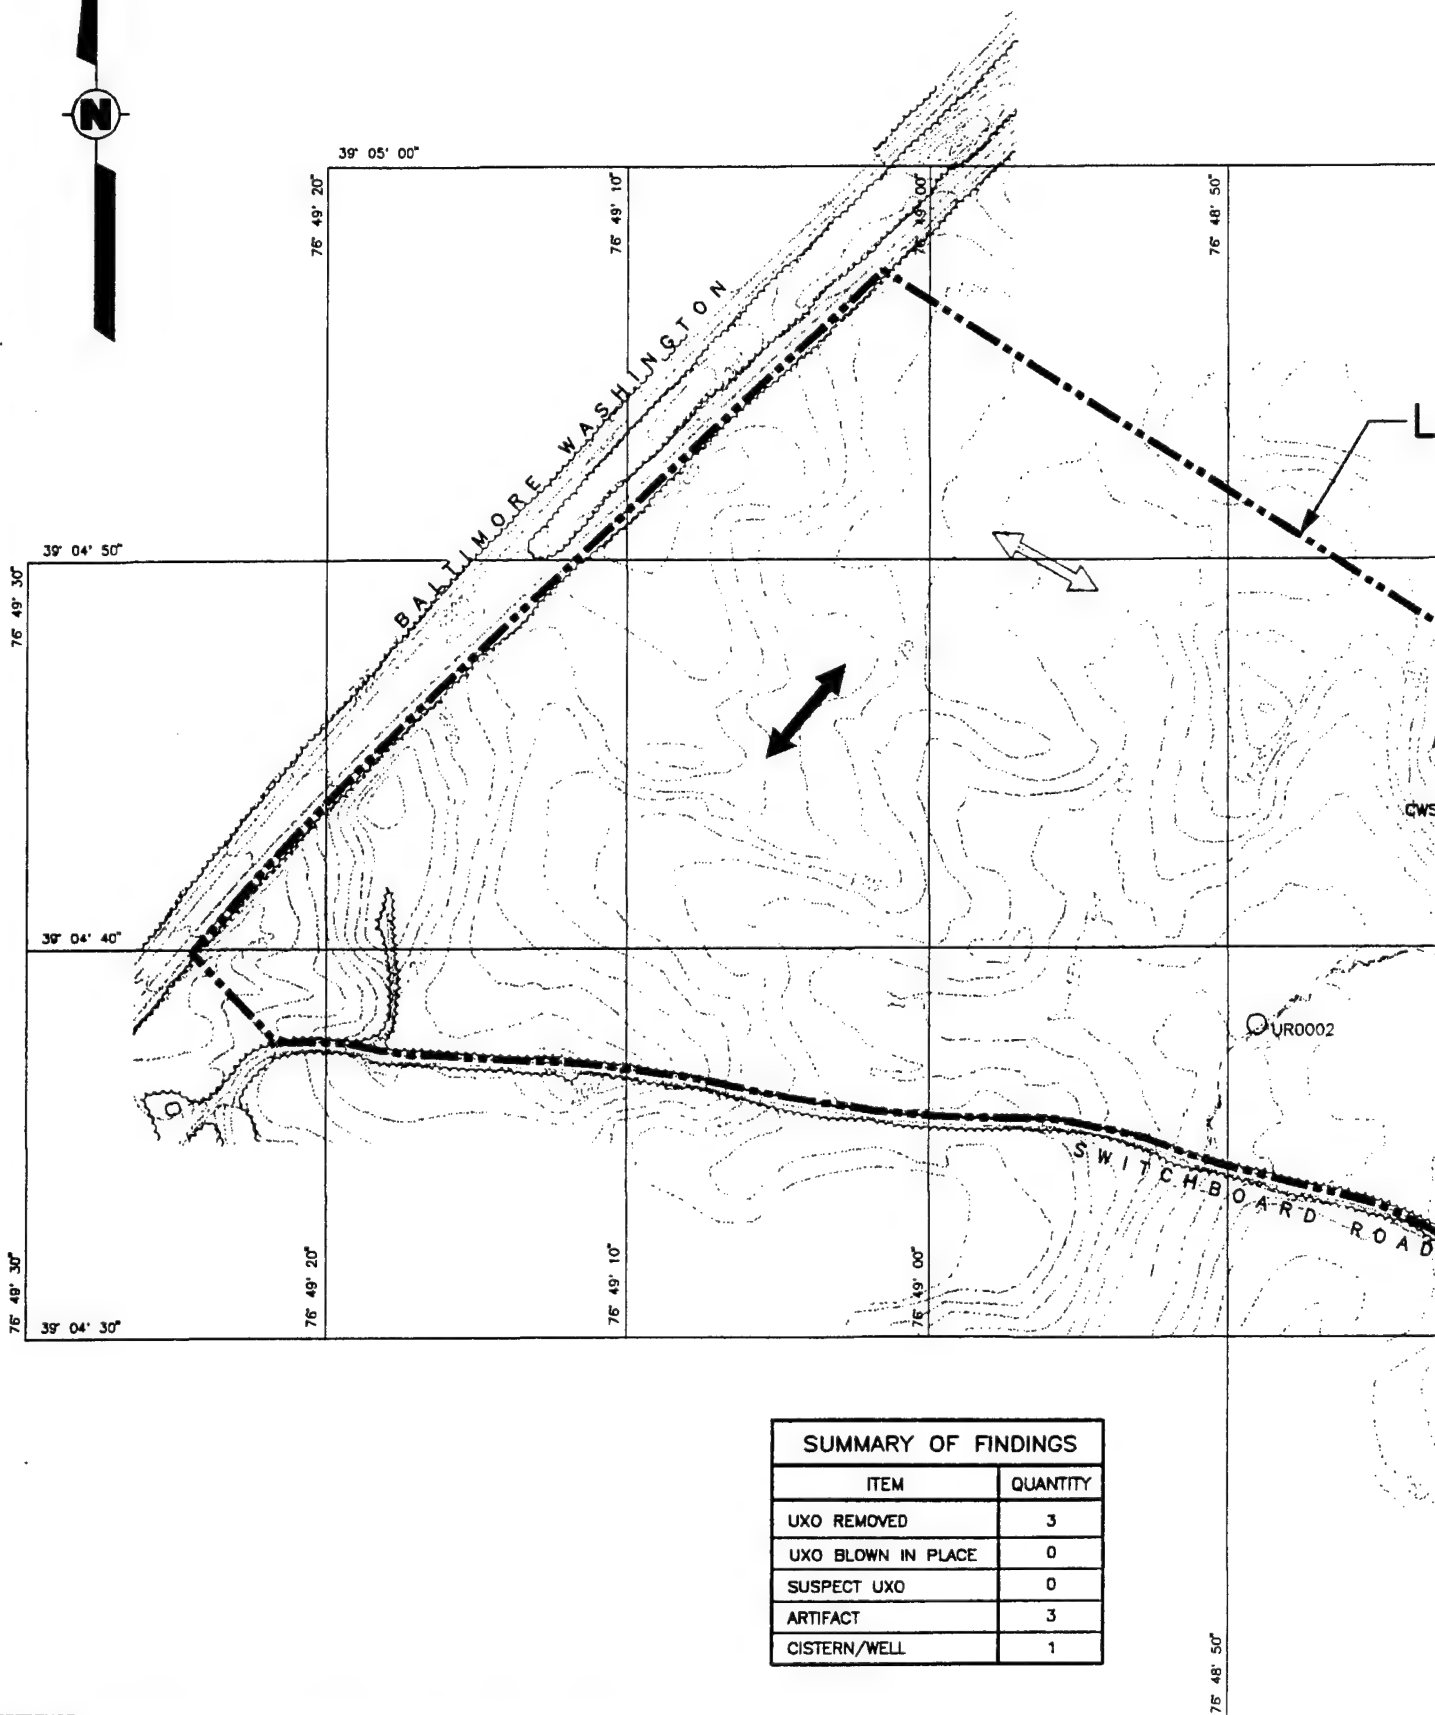 N
39° 05' 00"
76° 49' 20"
76° 49' 10"
76° 49' 00"
76° 48' 50"
BALTIMORE WASHINGTON
L
39° 04' 50"
76° 49' 30"
CWS
39° 04' 40"
UR0002
SWITCHBOARD ROAD
76° 49' 30"
76° 49' 20"
76° 49' 10"
76° 49' 00"
39° 04' 30"
SUMMARY OF FINDINGS
ITEM QUANTITY
UXO REMOVED 3
UXO BLOWN IN PLACE 0
SUSPECT UXO 0
ARTIFACT 3
CISTERN/WELL 1
76° 48' 50"